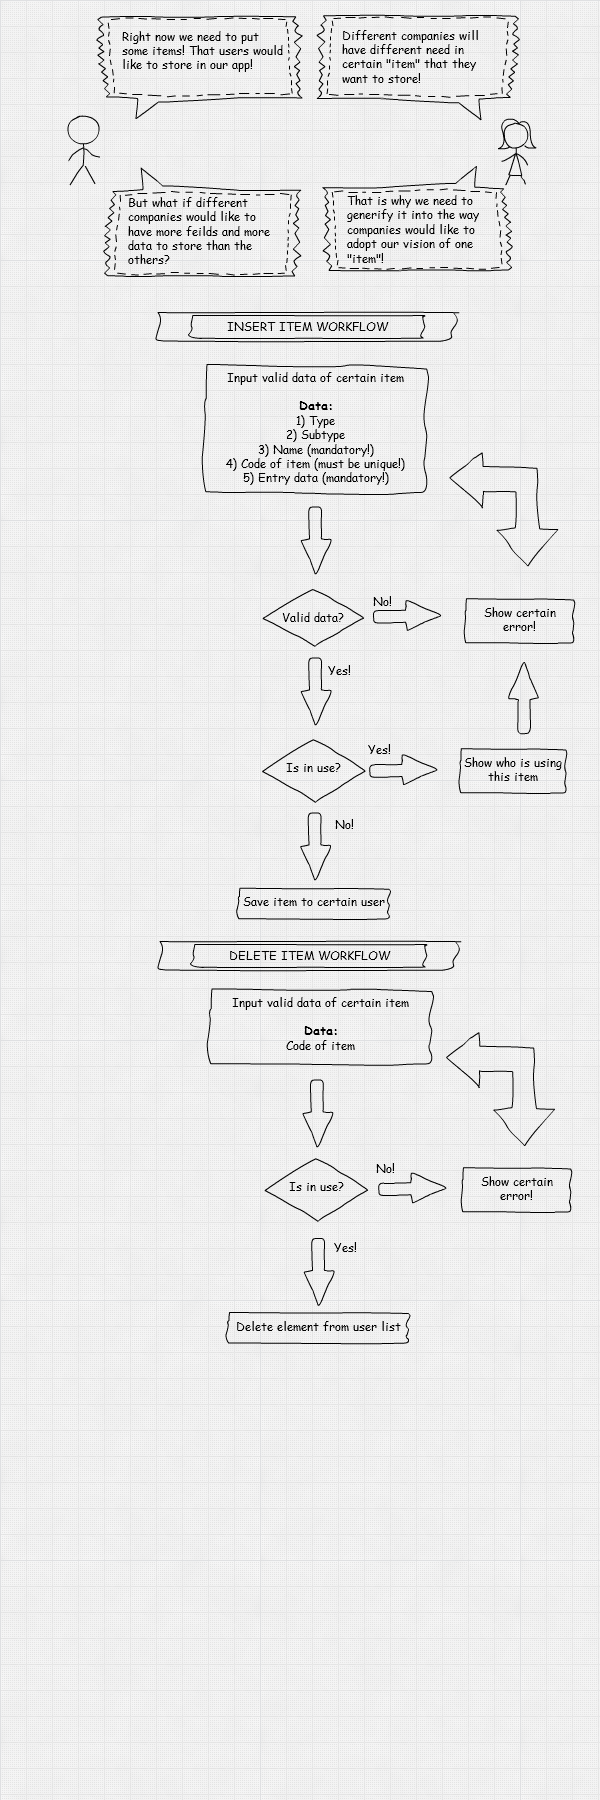 Right now we need to put
some items! That users would
like to store in our app!
Different companies will
have different need in
certain "item" that they
want to store!
But what if different
companies would like to
have more feilds and more
data to store than the
others?
That is why we need to
generify it into the way
companies would like to
adopt our vision of one
"item"!
INSERT ITEM WORKFLOW
Input valid data of certain item
Data:
1) Type
2) Subtype
3) Name (mandatory!)
4) Code of item (must be unique!)
5) Entry data (mandatory!)
Valid data?
No!
Show certain
error!
Yes!
Is in use?
Yes!
Show who is using
this item
No!
Save item to certain user
DELETE ITEM WORKFLOW
Input valid data of certain item
Data:
Code of item
Is in use?
No!
Show certain
error!
Yes!
Delete element from user list